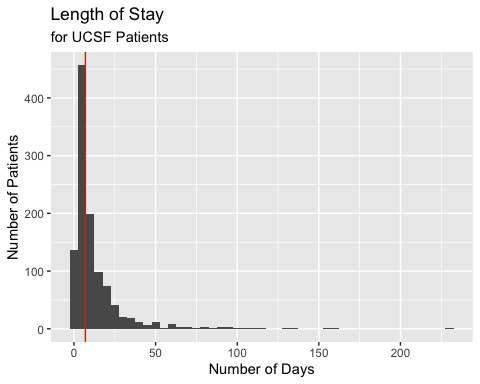 Length of Stay
for UCSF Patients
Number of Patients
400
300
200
100
0
0 50 100 150 200
Number of Days